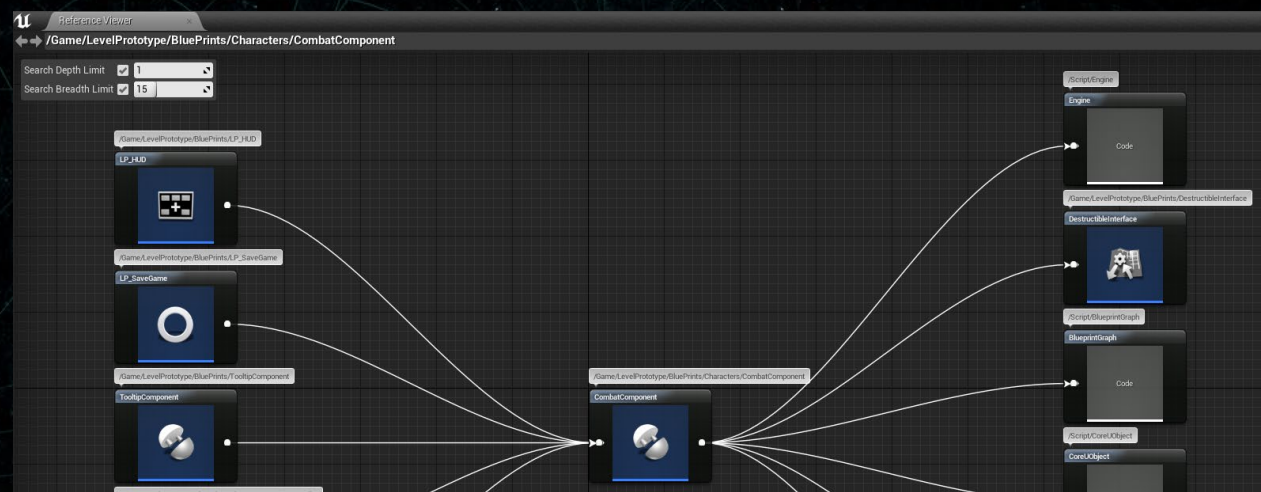 Reference Viewer
/Game/LevelPrototype/BluePrints/Characters/CombatComponent
Search Depth Limit 1
Search Breadth Limit 15
/Game/LevelPrototype/BluePrints/LP_HUD
LP_HUD
/Game/LevelPrototype/BluePrints/LP_SaveGame
LP_SaveGame
/Game/LevelPrototype/BluePrints/TooltipComponent
TooltipComponent
/Game/LevelPrototype/BluePrints/Characters/CombatComponent
CombatComponent
/Script/Engine
Engine
Code
/Game/LevelPrototype/BluePrints/DestructibleInterface
DestructibleInterface
/Script/BlueprintGraph
BlueprintGraph
Code
/Script/CoreUObject
CoreUObject